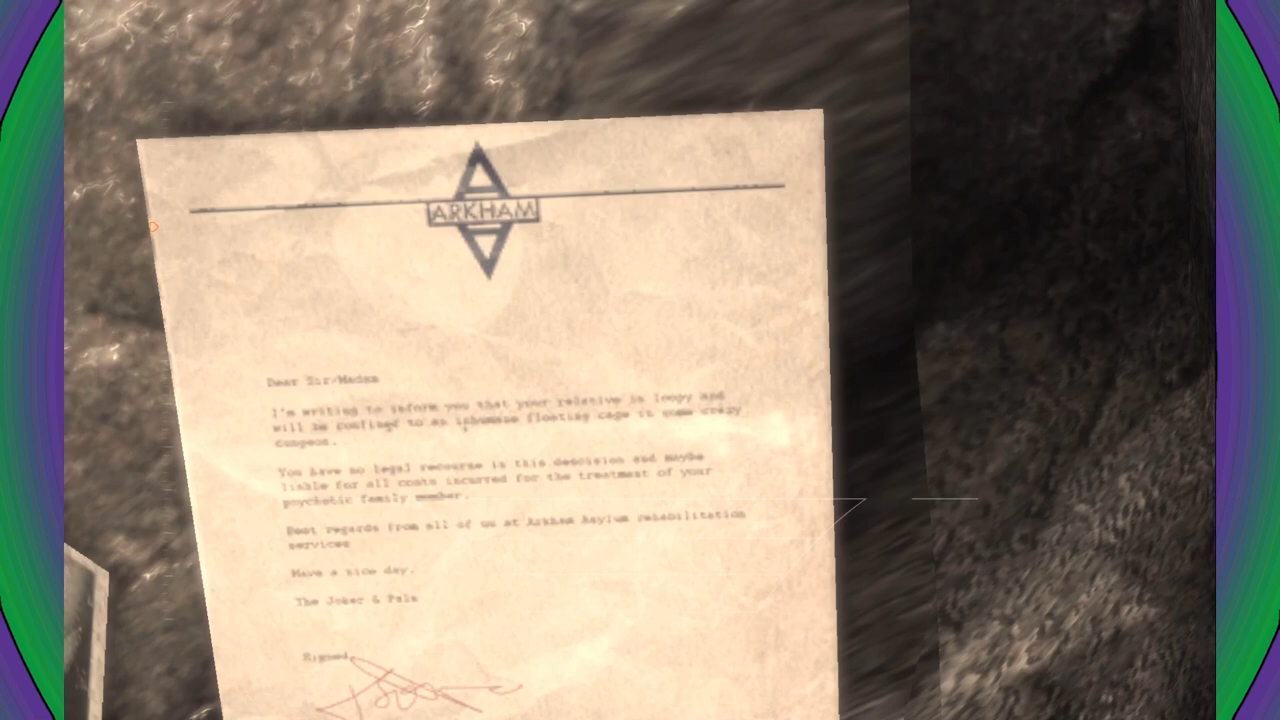 ARKHAM
Dear Sir/Madam
I'm writing to inform you that your relative is loopy and
will be confined to an inhumane floating cage in some crazy
dungeon.
You have no legal recourse in this descision and maybe
liable for all costs incurred for the treatment of your
psychotic family member.
Best regards from all of us at Arkham Asylum rehabilitation
services
Have a nice day.
The Joker & Pals
Signed,